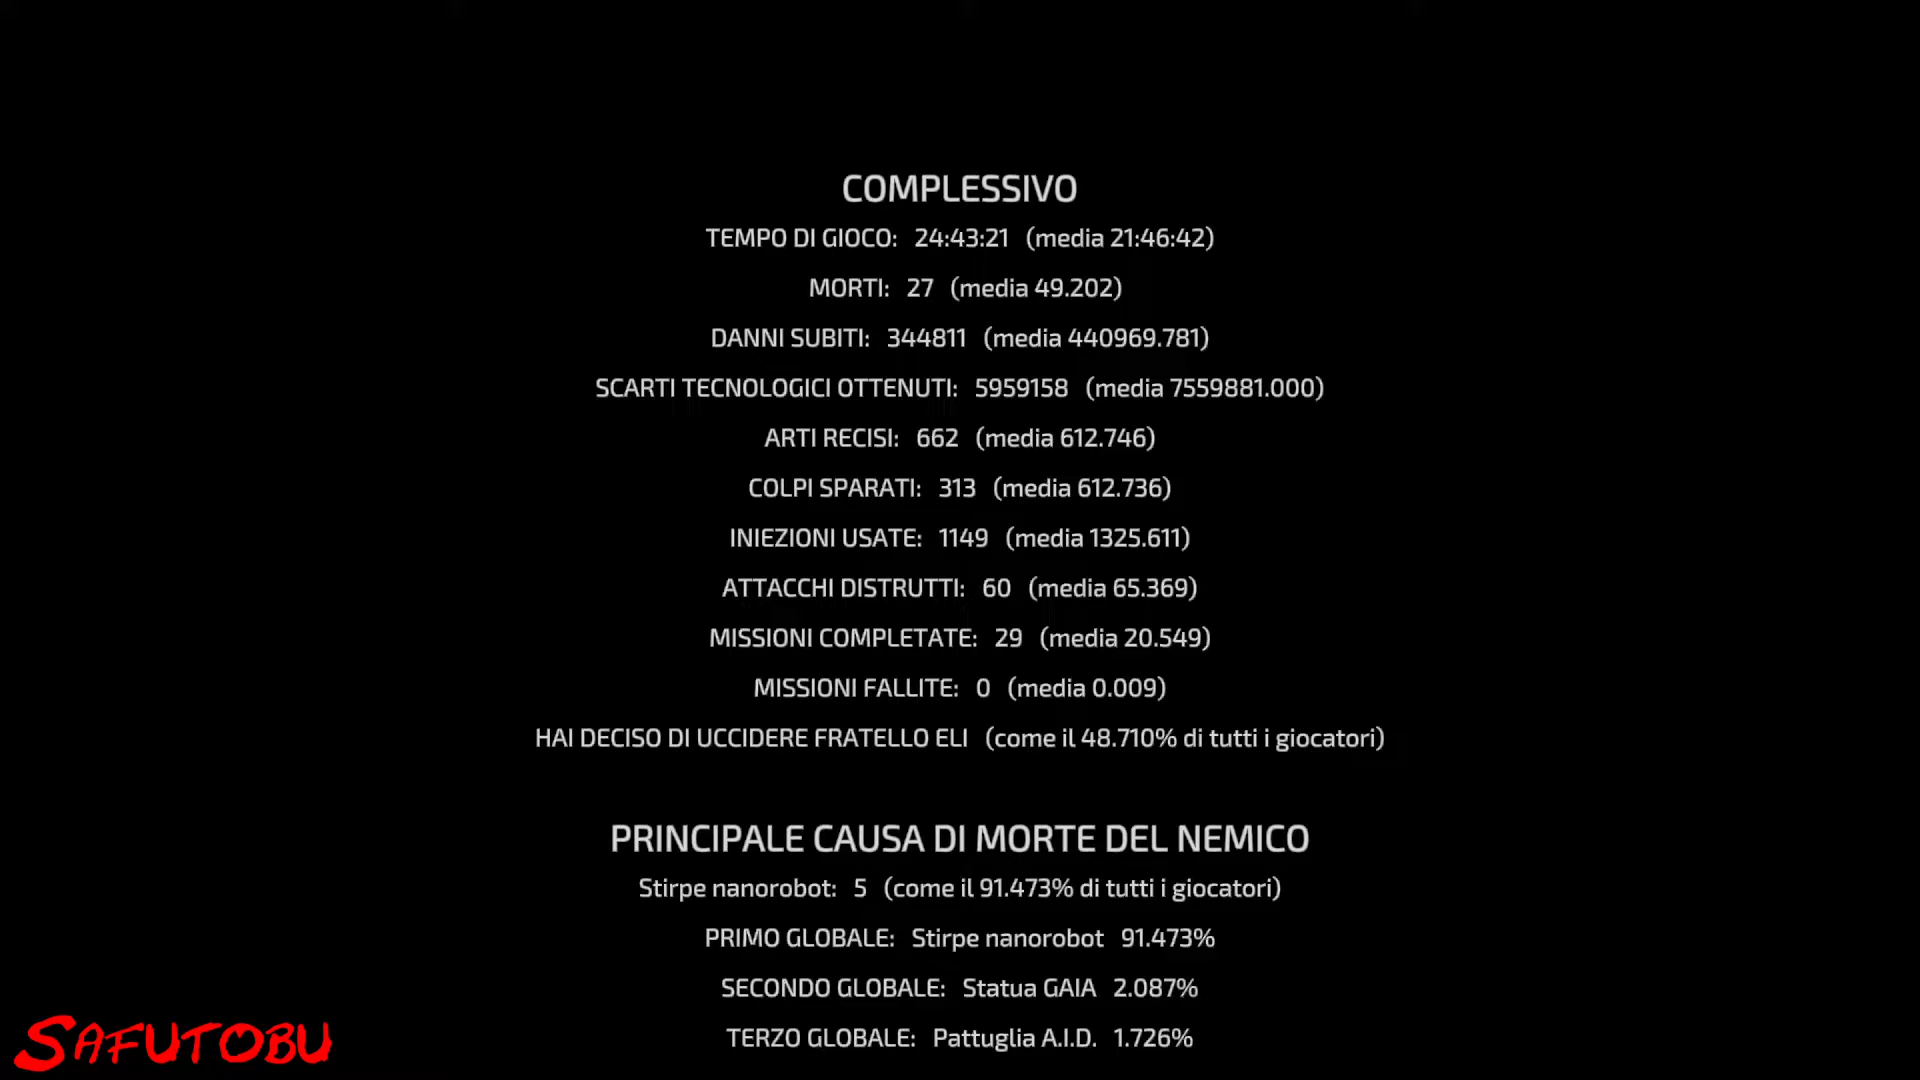 COMPLESSIVO
TEMPO DI GIOCO: 24:43:21 (media 21:46:42)
MORTI: 27 (media 49.202)
DANNI SUBITI: 344811 (media 440969.781)
SCARTI TECNOLOGICI OTTENUTI: 5959158 (media 7559881.000)
ARTI RECISI: 662 (media 612.746)
COLPI SPARATI: 313 (media 612.736)
INIEZIONI USATE: 1149 (media 1325.611)
ATTACCHI DISTRUTTI: 60 (media 65.369)
MISSIONI COMPLETATE: 29 (media 20.549)
MISSIONI FALLITE: 0 (media 0.009)
HAI DECISO DI UCCIDERE FRATELLO ELI (come il 48.710% di tutti i giocatori)
PRINCIPALE CAUSA DI MORTE DEL NEMICO
Stirpe nanorobot: 5 (come il 91.473% di tutti i giocatori)
PRIMO GLOBALE: Stirpe nanorobot 91.473%
SECONDO GLOBALE: Statua GAIA 2.087%
TERZO GLOBALE: Pattuglia A.I.D. 1.726%
SAFUTOBU